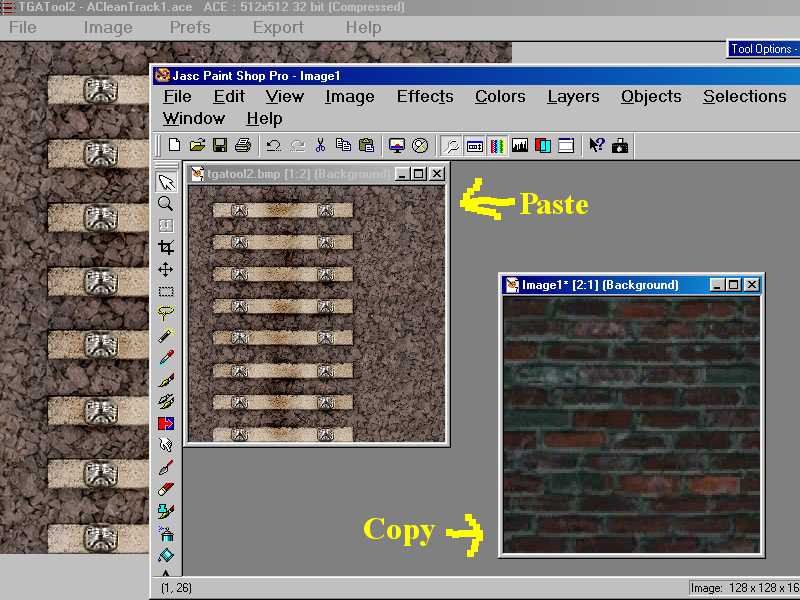 TGATool2 - ACleanTrack1.ace ACE : 512x512 32 bit (Compressed)
File Image Prefs Export Help
Tool Options -
Jasc Paint Shop Pro - Image1
File Edit View Image Effects Colors Layers Objects Selections
Window Help
tgatool2.bmp [1:2] (Background)
Paste
Image1* [2:1] (Background)
Copy
(1, 26)
Image: 128 x 128 x 16